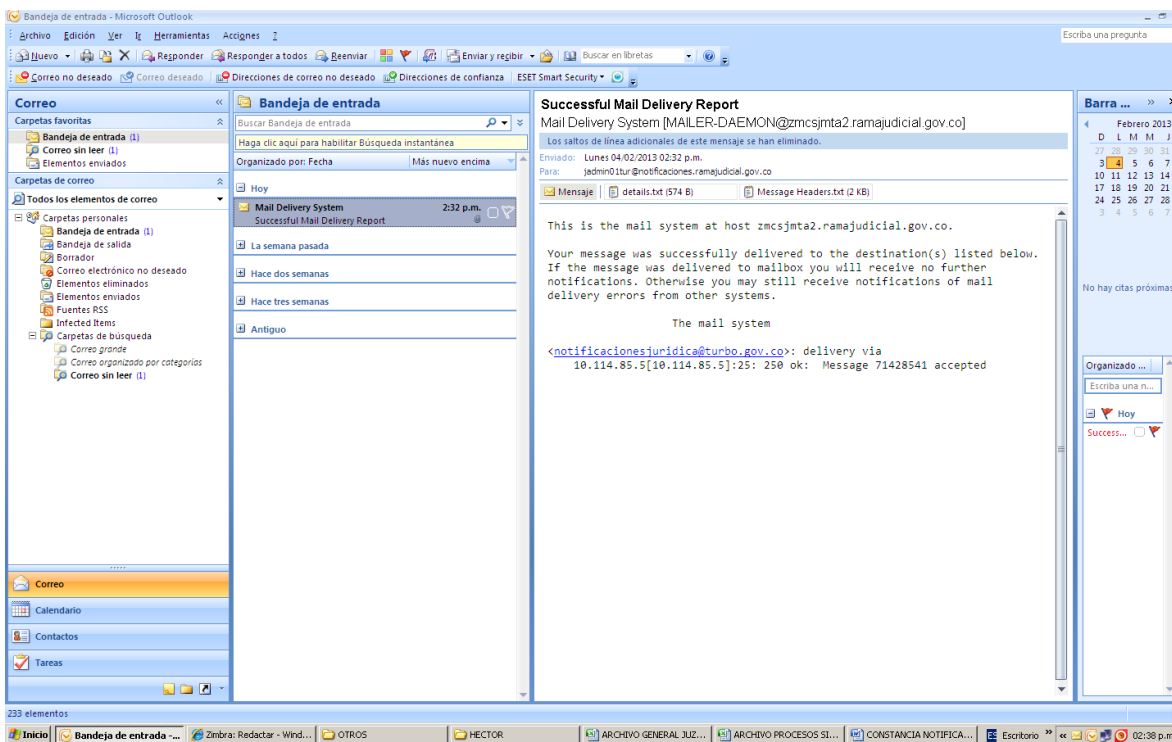 Bandeja de entrada - Microsoft Outlook
Archivo Edición Ver Ir Herramientas Acciones ?
Escriba una pregunta
Nuevo Responder Responder a todos Reenviar Enviar y recibir Buscar en libretas
Correo no deseado Correo deseado Direcciones de correo no deseado Direcciones de confianza ESET Smart Security
Correo «
Carpetas favoritas
Bandeja de entrada (1)
Correo sin leer (1)
Elementos enviados
Carpetas de correo
Todos los elementos de correo
Carpetas personales
Bandeja de entrada (1)
Bandeja de salida
Borrador
Correo electrónico no deseado
Elementos eliminados
Elementos enviados
Fuentes RSS
Infected Items
Carpetas de búsqueda
Correo grande
Correo organizado por categorías
Correo sin leer (1)
Correo
Calendario
Contactos
Tareas
Bandeja de entrada
Buscar Bandeja de entrada
Haga clic aquí para habilitar Búsqueda instantánea
Organizado por: Fecha Más nuevo encima
Hoy
Mail Delivery System 2:32 p.m.
Successful Mail Delivery Report
La semana pasada
Hace dos semanas
Hace tres semanas
Antiguo
Successful Mail Delivery Report
Mail Delivery System [MAILER-DAEMON@zmcsjmta2.ramajudicial.gov.co]
Los saltos de línea adicionales de este mensaje se han eliminado.
Enviado: Lunes 04/02/2013 02:32 p.m.
Para: jadmin01tur@notificaciones.ramajudicial.gov.co
Mensaje details.txt (574 B) Message Headers.txt (2 KB)
This is the mail system at host zmcsjmta2.ramajudicial.gov.co.
Your message was successfully delivered to the destination(s) listed below.
If the message was delivered to mailbox you will receive no further
notifications. Otherwise you may still receive notifications of mail
delivery errors from other systems.
The mail system
<notificacionesjuridica@turbo.gov.co>: delivery via
10.114.85.5[10.114.85.5]:25: 250 ok: Message 71428541 accepted
Barra ... »
Febrero 2013
D L M M J
27 28 29 30 31
3 4 5 6 7
10 11 12 13 14
17 18 19 20 21
24 25 26 27 28
3 4 5 6 7
No hay citas próximas
Organizado ...
Escriba una n...
Hoy
Success...
233 elementos
Inicio Bandeja de entrada -... Zimbra: Redactar - Wind... OTROS HECTOR ARCHIVO GENERAL JUZ... ARCHIVO PROCESOS SI... CONSTANCIA NOTIFICA... ES Escritorio » « 02:38 p.m